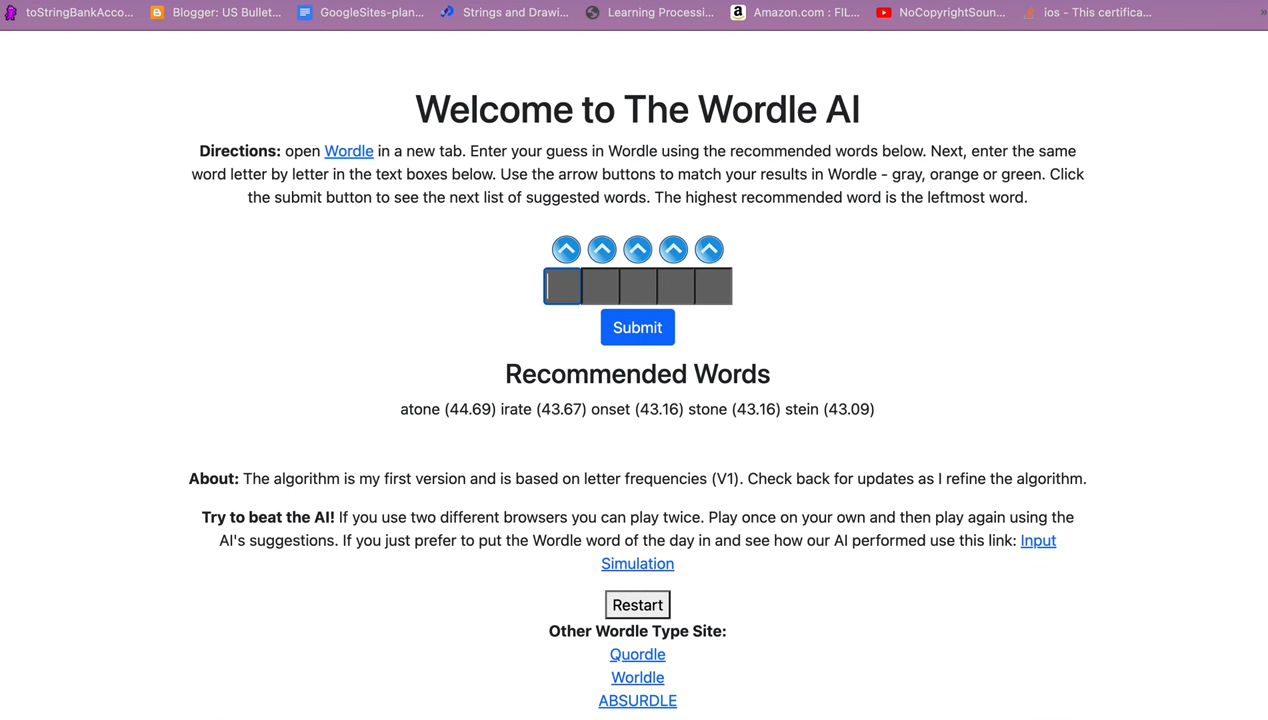 toStringBankAcco... Blogger: US Bullet... GoogleSites-plan... Strings and Drawi... Learning Processi... Amazon.com : FIL... NoCopyrightSoun... ios - This certifica... »
Welcome to The Wordle AI
Directions: open Wordle in a new tab. Enter your guess in Wordle using the recommended words below. Next, enter the same
word letter by letter in the text boxes below. Use the arrow buttons to match your results in Wordle - gray, orange or green. Click
the submit button to see the next list of suggested words. The highest recommended word is the leftmost word.
Submit
Recommended Words
atone (44.69) irate (43.67) onset (43.16) stone (43.16) stein (43.09)
About: The algorithm is my first version and is based on letter frequencies (V1). Check back for updates as I refine the algorithm.
Try to beat the AI! If you use two different browsers you can play twice. Play once on your own and then play again using the
AI's suggestions. If you just prefer to put the Wordle word of the day in and see how our AI performed use this link: Input
Simulation
Restart
Other Wordle Type Site:
Quordle
Worldle
ABSURDLE